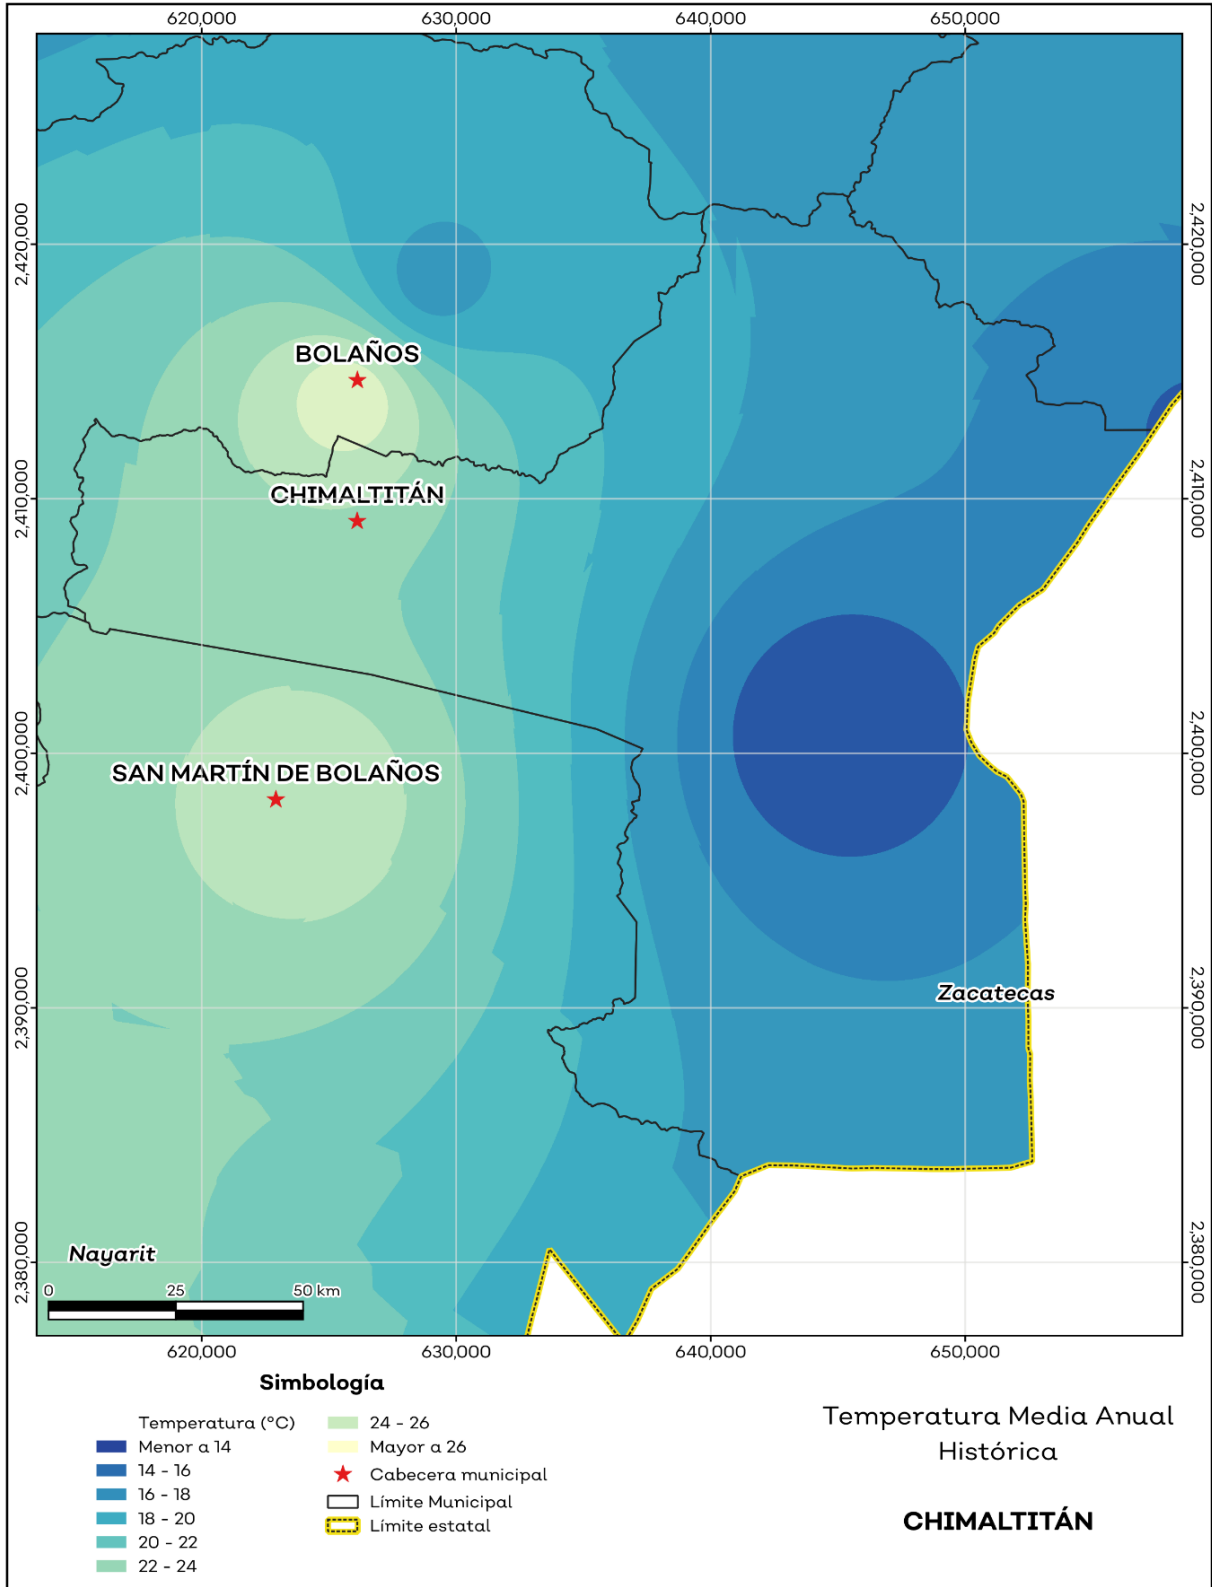 620,000
630,000
640,000
650,000
2,420,000
2,420,000
BOLAÑOS
CHIMALTITÁN
2,410,000
2,410,000
SAN MARTÍN DE BOLAÑOS
2,400,000
2,400,000
Zacatecas
2,390,000
2,390,000
Nayarit
2,380,000
2,380,000
0 25 50 km
620,000
630,000
640,000
650,000
Simbología
Temperatura (°C)
Menor a 14
14 - 16
16 - 18
18 - 20
20 - 22
22 - 24
24 - 26
Mayor a 26
Cabecera municipal
Límite Municipal
Límite estatal
Temperatura Media Anual
Histórica
CHIMALTITÁN